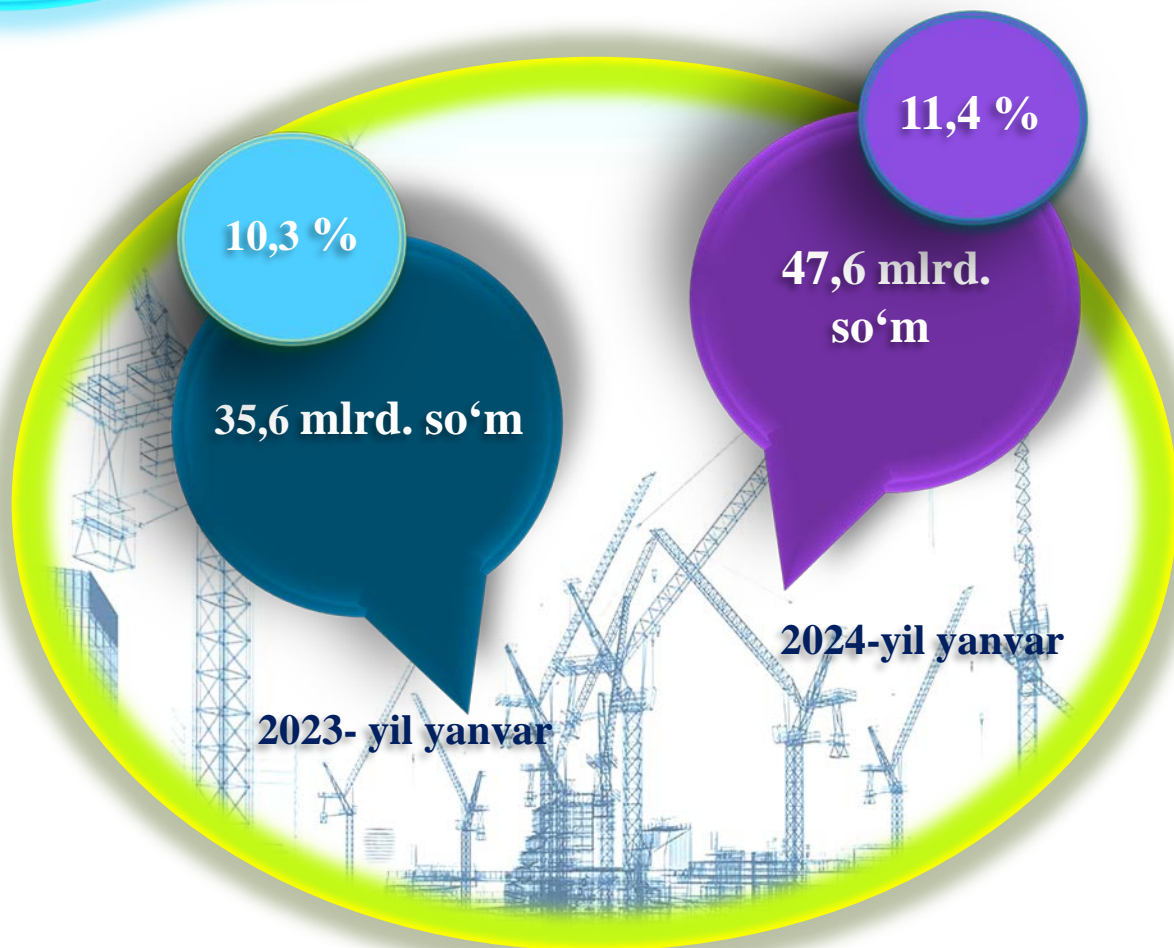 10,3 %
35,6 mlrd. so‘m
2023- yil yanvar
11,4 %
47,6 mlrd.
so‘m
2024-yil yanvar